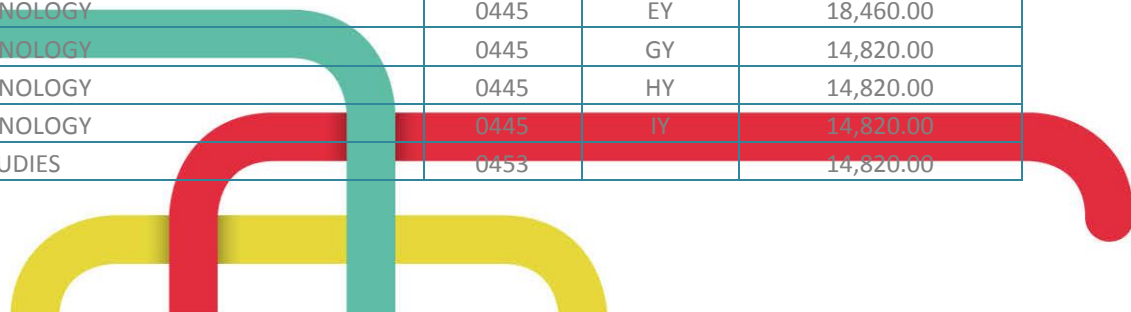 NOLOGY 0445 EY 18,460.00
NOLOGY 0445 GY 14,820.00
NOLOGY 0445 HY 14,820.00
NOLOGY 0445 IY 14,820.00
UDIES 0453 14,820.00